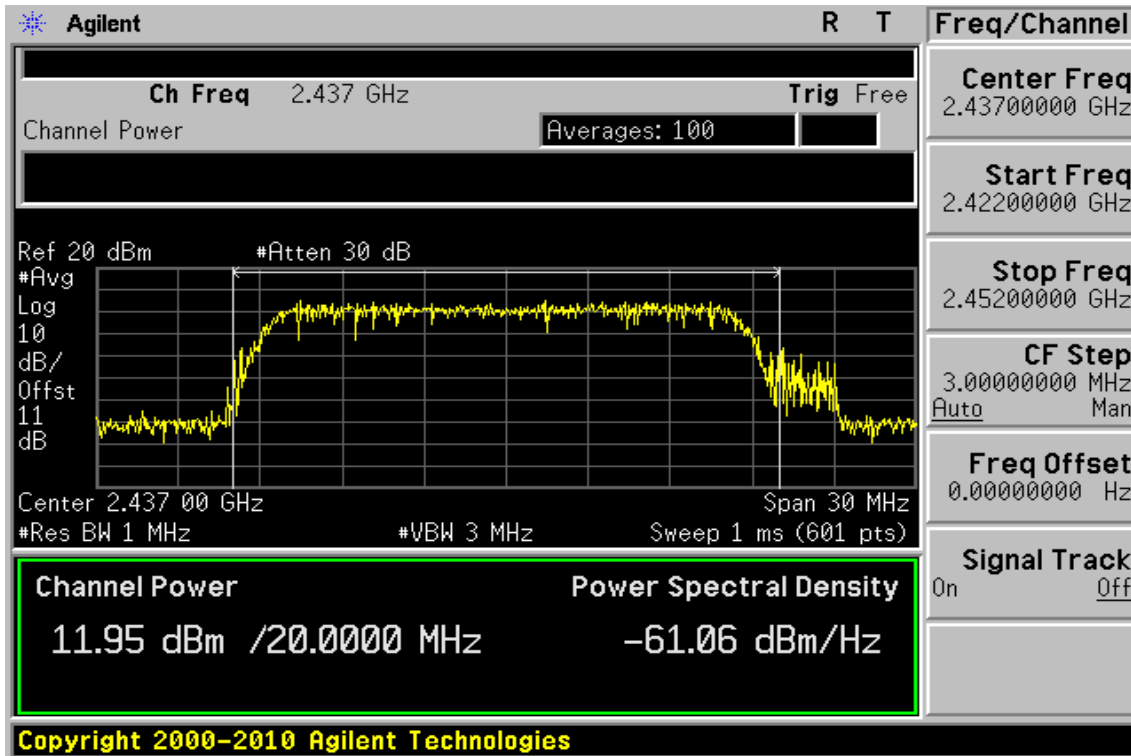 Agilent R T
Ch Freq 2.437 GHz Trig Free
Channel Power Averages: 100
Ref 20 dBm #Atten 30 dB
#Avg
Log
10
dB/
Offst
11
dB
Center 2.437 00 GHz Span 30 MHz
#Res BW 1 MHz #VBW 3 MHz Sweep 1 ms (601 pts)
Channel Power Power Spectral Density
11.95 dBm /20.0000 MHz -61.06 dBm/Hz
Copyright 2000-2010 Agilent Technologies
Freq/Channel
Center Freq
2.43700000 GHz
Start Freq
2.42200000 GHz
Stop Freq
2.45200000 GHz
CF Step
3.00000000 MHz
Auto Man
Freq Offset
0.00000000 Hz
Signal Track
On Off